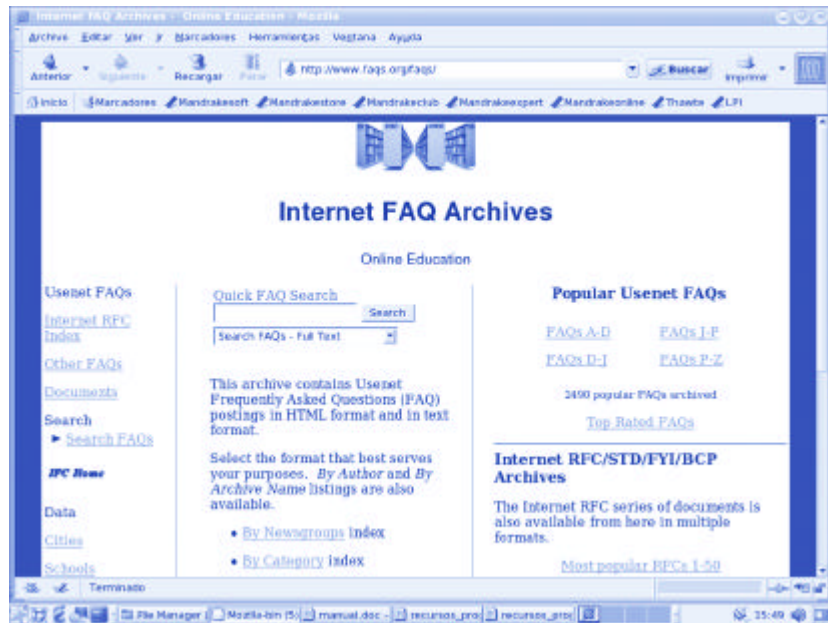 Internet FAQ Archives - Online Education - Mozilla
Archivo Editar Ver Ir Marcadores Herramientas Ventana Ayuda
Anterior Siguiente Recargar Parar http://www.faqs.org/faqs/ Buscar Imprimir
Inicio Marcadores Mandrakesoft Mandrakestore Mandrakeclub Mandrakeexpert Mandrakeonline Thawte LPI
Internet FAQ Archives
Online Education
Usenet FAQs
Internet RFC
Index
Other FAQs
Documents
Search
Search FAQs
IFC Home
Data
Cities
Schools
Quick FAQ Search
Search
Search FAQs - Full Text
This archive contains Usenet
Frequently Asked Questions (FAQ)
postings in HTML format and in text
format.
Select the format that best serves
your purposes. By Author and By
Archive Name listings are also
available.
• By Newsgroups index
• By Category index
Popular Usenet FAQs
FAQs A-D FAQs J-P
FAQs D-J FAQs P-Z
2490 popular FAQs archived
Top Rated FAQs
Internet RFC/STD/FYI/BCP
Archives
The Internet RFC series of documents is
also available from here in multiple
formats.
Most popular RFCs 1-50
Terminado
File Manager Mozilla-bin (5) manual.doc - recursos_proj recursos_proj 15:49